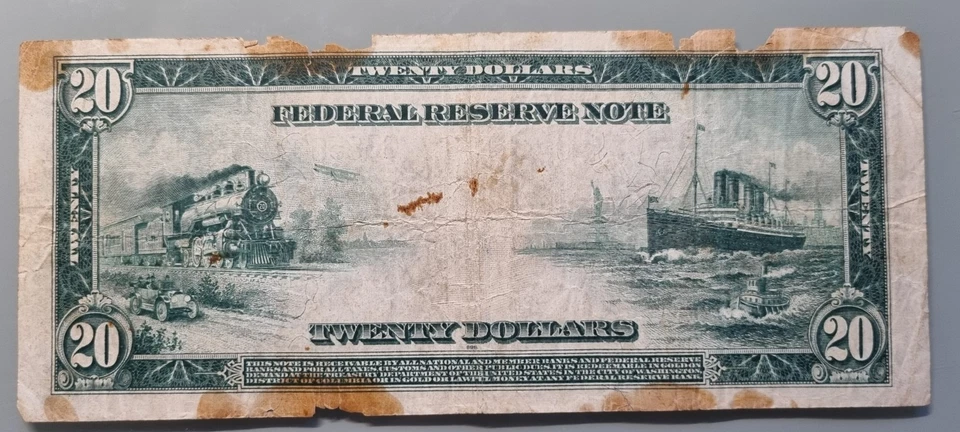 20 TWENTY DOLLARS 20
FEDERAL RESERVE NOTE
TWENTY
TWENTY
TWENTY DOLLARS
20
20
THIS NOTE IS RECEIVABLE BY ALL NATIONAL AND MEMBER BANKS AND FEDERAL RESERVE
BANKS AND FOR ALL TAXES, CUSTOMS AND OTHER PUBLIC DUES. IT IS REDEEMABLE IN GOLD ON
DEMAND AT THE TREASURY DEPARTMENT OF THE UNITED STATES IN THE CITY OF WASHINGTON,
DISTRICT OF COLUMBIA OR IN GOLD OR LAWFUL MONEY AT ANY FEDERAL RESERVE BANK.